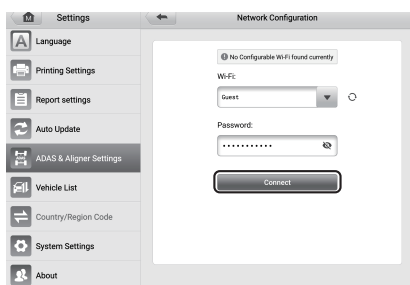 Settings
Network Configuration
Language
Printing Settings
Report settings
Auto Update
ADAS & Aligner Settings
Vehicle List
Country/Region Code
System Settings
About
No Configurable Wi-Fi found currently
Wi-Fi:
Guest
Password:
Connect